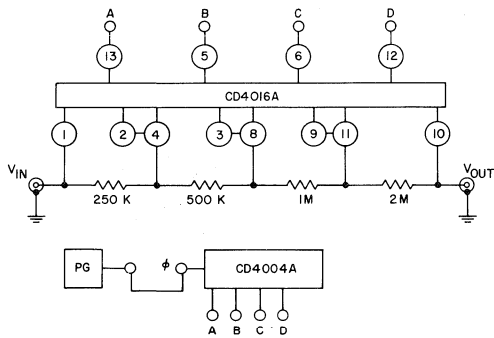 A B C D
13 5 6 12
CD4016A
1 2 4 3 8 9 11 10
VIN VOUT
250 K 500 K 1M 2M
PG ϕ CD4004A
A B C D